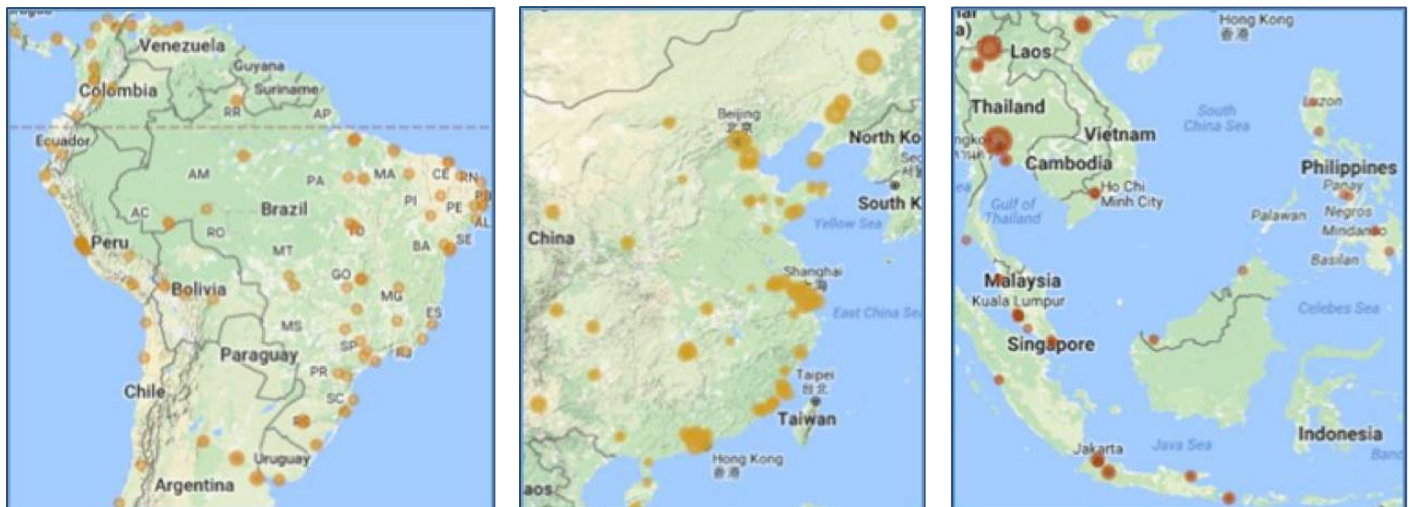 Venezuela
Guyana
Suriname
Colombia
RR
AP
Ecuador
AM
PA
MA
CE
RN
PI
PE
PB
AL
Brazil
AC
RO
TO
SE
BA
Peru
MT
GO
Bolivia
MG
ES
MS
SP
RJ
Paraguay
PR
Chile
SC
Uruguay
Argentina
Beijing
北京
North Ko
South K
Yellow Sea
China
Shanghai
上海
East China Sea
Taipei
台北
Taiwan
Hong Kong
香港
aos
Hong Kong
香港
a)
Laos
Luzon
Thailand
South
China Sea
Vietnam
Philippines
Cambodia
Panay
Ho Chi
Minh City
Gulf of
Thailand
Palawan
Negros
Mindanao
Basilan
Malaysia
Kuala Lumpur
Celebes Sea
Singapore
Indonesia
Jakarta
Java Sea
Band